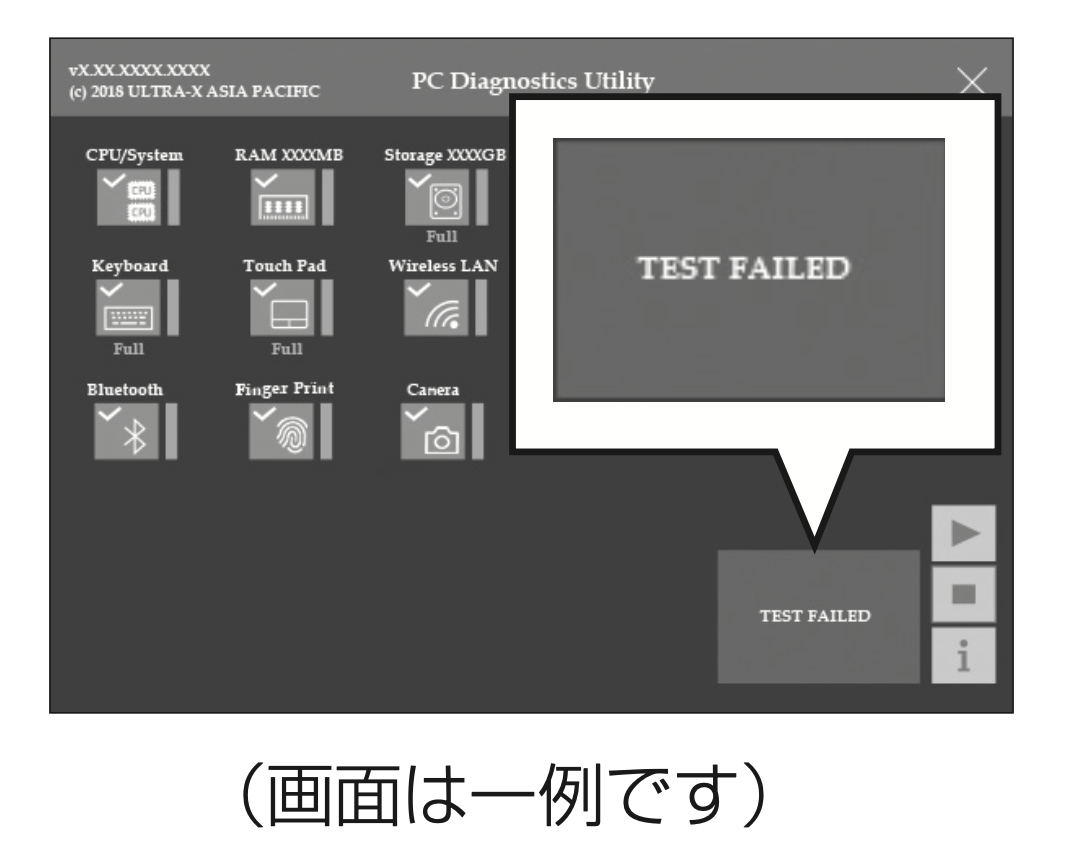 vX.XX.XXXX.XXXX
(c) 2018 ULTRA-X ASIA PACIFIC
PC Diagnostics Utility
CPU/System
RAM XXXXMB
Storage XXXXGB
CPU
CPU
Full
Keyboard
Touch Pad
Wireless LAN
Full
Full
Bluetooth
Finger Print
Camera
TEST FAILED
TEST FAILED
i
(画面は一例です)